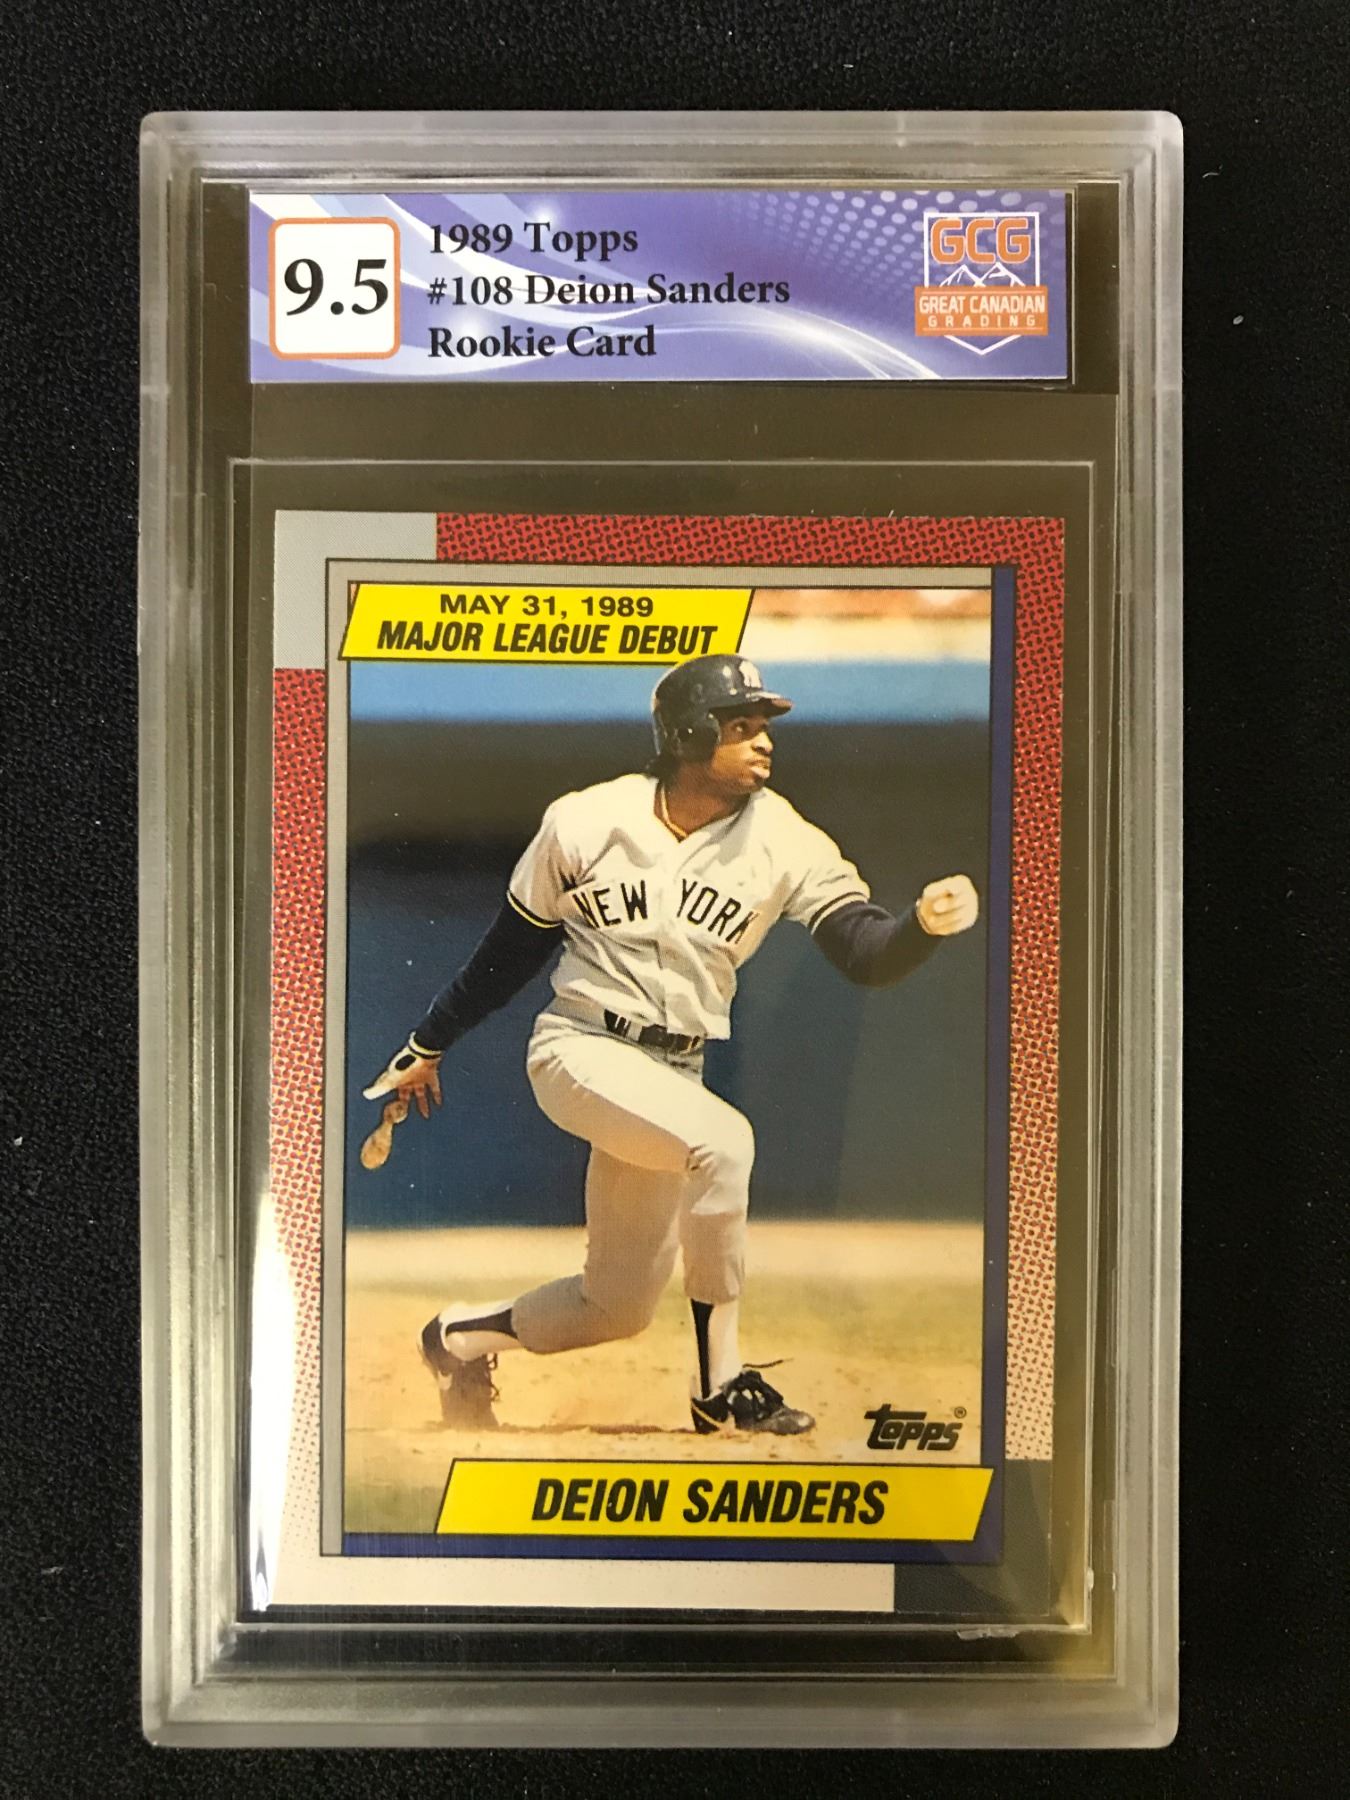 9.5
1989 Topps
#108 Deion Sanders
Rookie Card
GCG
GREAT CANADIAN
GRADING
MAY 31, 1989
MAJOR LEAGUE DEBUT
NY
NEW YORK
TOPPS®
DEION SANDERS